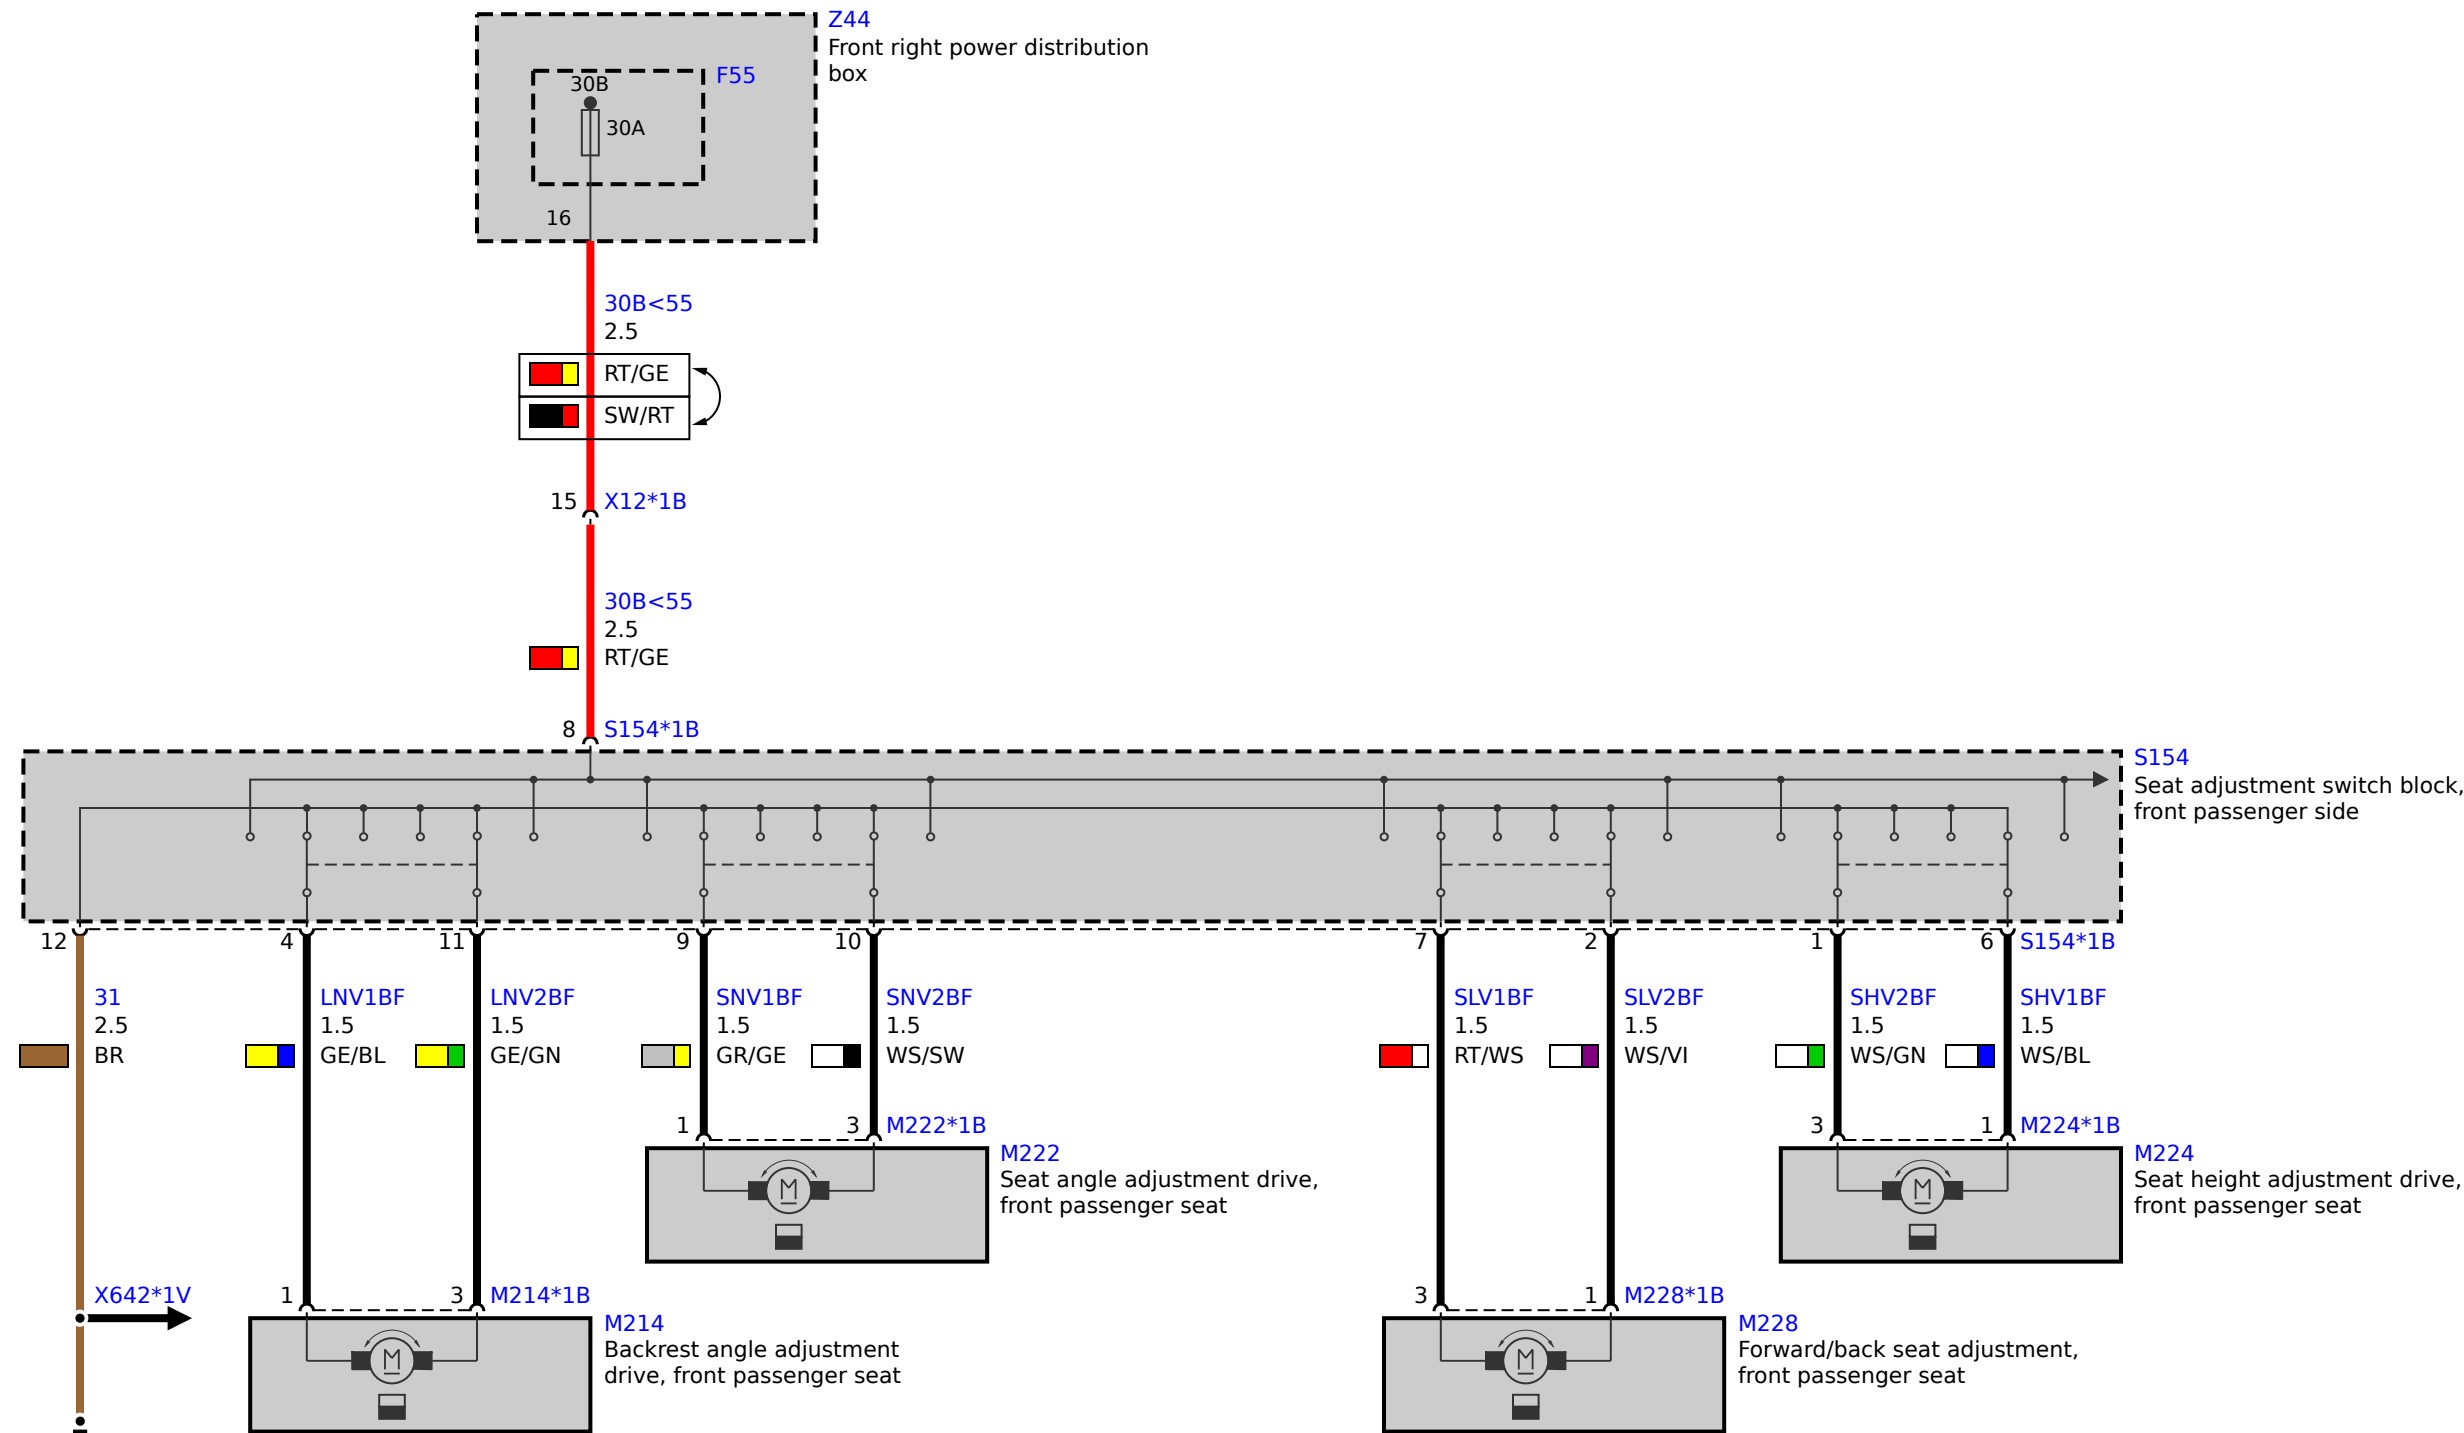 Z44
Front right power distribution
box
F55
30B
30A
16
30B<55
2.5
RT/GE
SW/RT
15 X12*1B
30B<55
2.5
RT/GE
8 S154*1B
S154
Seat adjustment switch block,
front passenger side
12 4 11 9 10 7 2 1 6 S154*1B
31 LNV1BF LNV2BF SNV1BF SNV2BF SLV1BF SLV2BF SHV2BF SHV1BF
2.5 1.5 1.5 1.5 1.5 1.5 1.5 1.5 1.5
BR GE/BL GE/GN GR/GE WS/SW RT/WS WS/VI WS/GN WS/BL
1 3 M222*1B 3 1 M224*1B
M222
Seat angle adjustment drive,
front passenger seat
M
M224
Seat height adjustment drive,
front passenger seat
M
X642*1V 1 3 M214*1B 3 1 M228*1B
M214
Backrest angle adjustment
drive, front passenger seat
M
M228
Forward/back seat adjustment,
front passenger seat
M